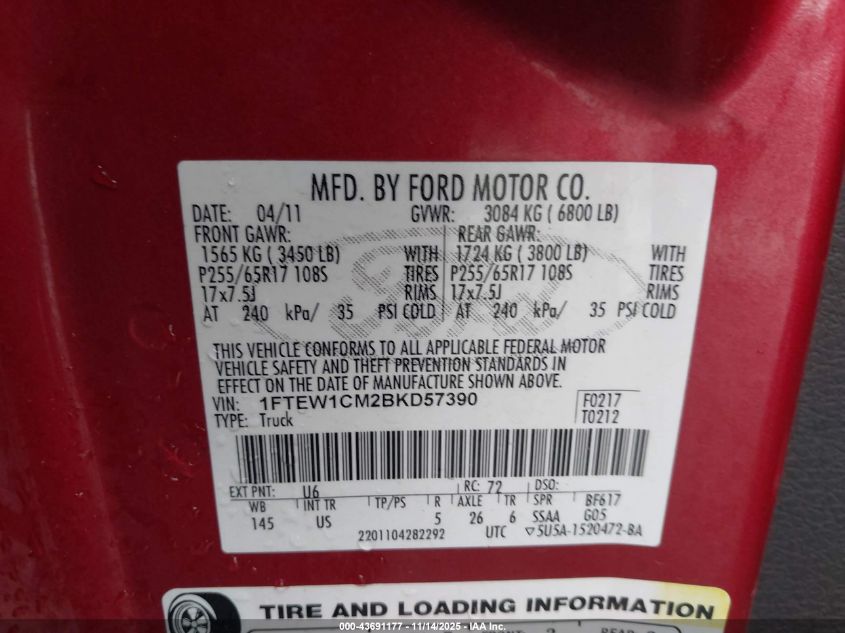 MFD. BY FORD MOTOR CO.
DATE: 04/11 GVWR: 3084 KG ( 6800 LB)
FRONT GAWR: REAR GAWR:
1565 KG ( 3450 LB) WITH 1724 KG ( 3800 LB) WITH
P255/65R17 108S TIRES P255/65R17 108S TIRES
17x7.5J RIMS 17x7.5J RIMS
AT 240 kPa/ 35 PSI COLD AT 240 kPa/ 35 PSI COLD
THIS VEHICLE CONFORMS TO ALL APPLICABLE FEDERAL MOTOR
VEHICLE SAFETY AND THEFT PREVENTION STANDARDS IN
EFFECT ON THE DATE OF MANUFACTURE SHOWN ABOVE.
VIN: 1FTEW1CM2BKD57390 F0217
TYPE: Truck T0212
EXT PNT: U6 RC: 72 DSO:
WB INT TR TP/PS R AXLE TR SPR BF617
145 US 5 26 6 SSAA G05
2201104282292 UTC ▽5U5A-1520472-BA
TIRE AND LOADING INFORMATION
000-43691177 - 11/14/2025 - IAA Inc.